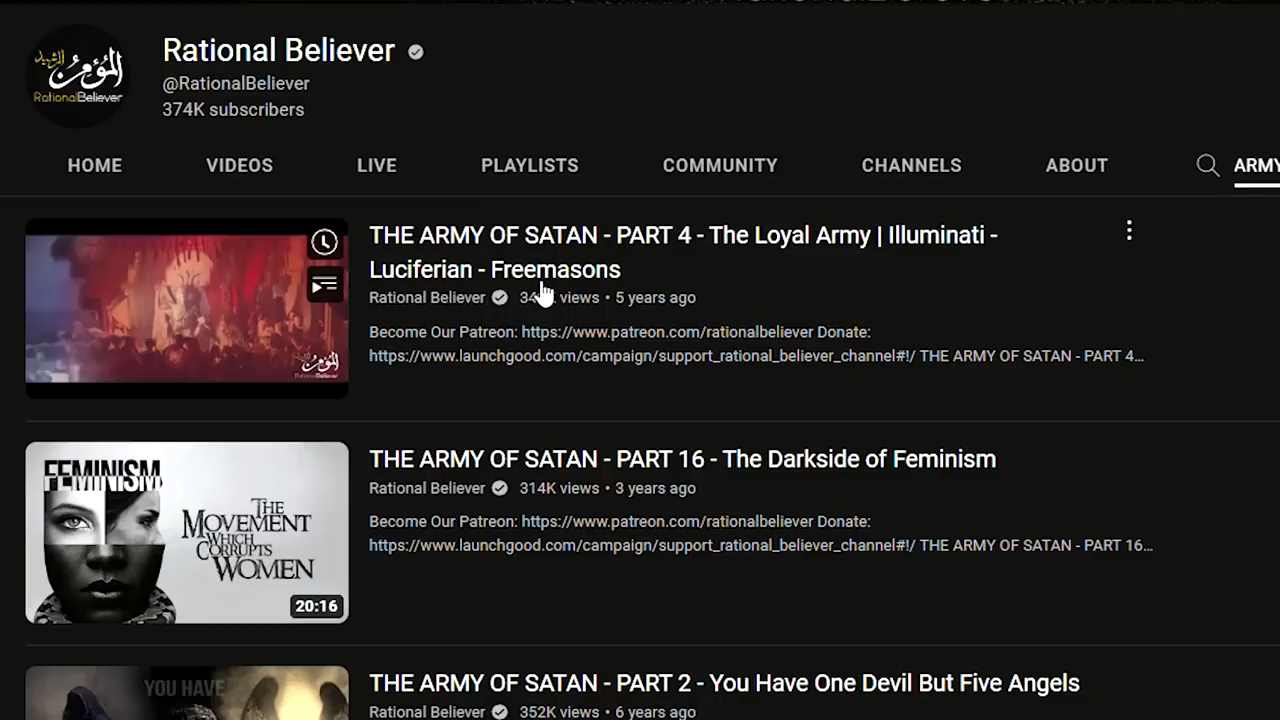 Rational Believer
@RationalBeliever
374K subscribers
المؤمن الرشيد
RationalBeliever
HOME VIDEOS LIVE PLAYLISTS COMMUNITY CHANNELS ABOUT ARMY
THE ARMY OF SATAN - PART 4 - The Loyal Army | Illuminati -
Luciferian - Freemasons
Rational Believer views • 5 years ago
Become Our Patreon: https://www.patreon.com/rationalbeliever Donate:
https://www.launchgood.com/campaign/support_rational_believer_channel#!/ THE ARMY OF SATAN - PART 4...
FEMINISM
THE
MOVEMENT
WHICH
CORRUPTS
WOMEN
20:16
THE ARMY OF SATAN - PART 16 - The Darkside of Feminism
Rational Believer 314K views • 3 years ago
Become Our Patreon: https://www.patreon.com/rationalbeliever Donate:
https://www.launchgood.com/campaign/support_rational_believer_channel#!/ THE ARMY OF SATAN - PART 16...
YOU HAVE
THE ARMY OF SATAN - PART 2 - You Have One Devil But Five Angels
Rational Believer 352K views • 6 years ago